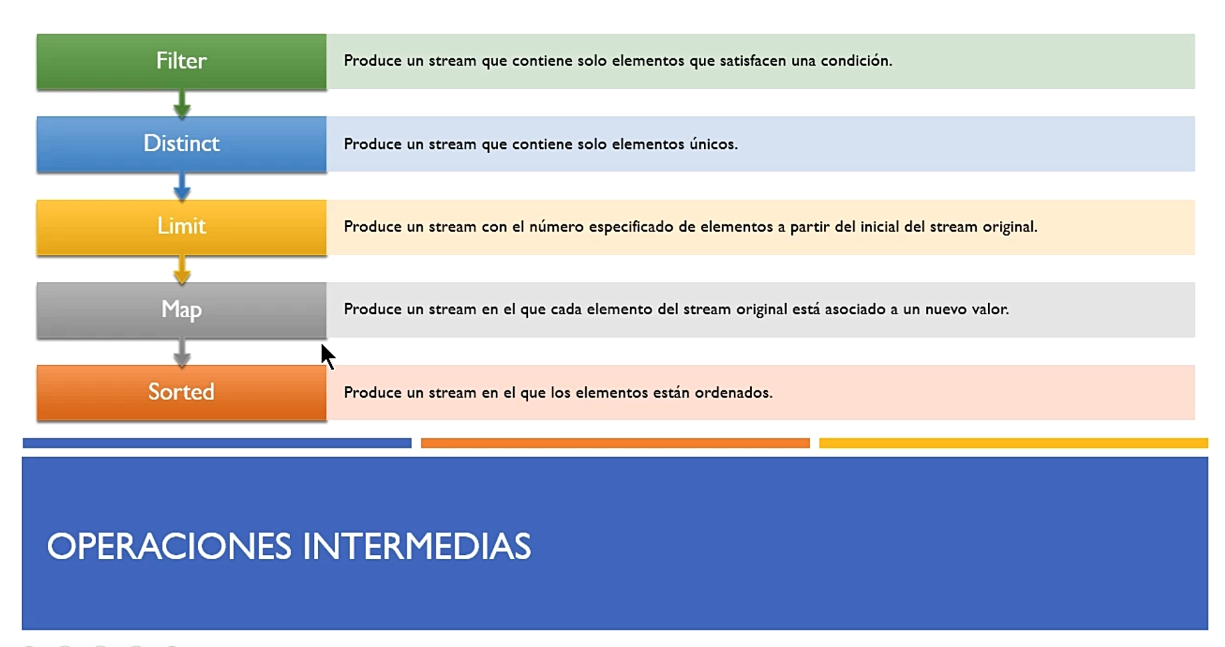 Filter
Produce un stream que contiene solo elementos que satisfacen una condición.
Distinct
Produce un stream que contiene solo elementos únicos.
Limit
Produce un stream con el número especificado de elementos a partir del inicial del stream original.
Map
Produce un stream en el que cada elemento del stream original está asociado a un nuevo valor.
Sorted
Produce un stream en el que los elementos están ordenados.
OPERACIONES INTERMEDIAS